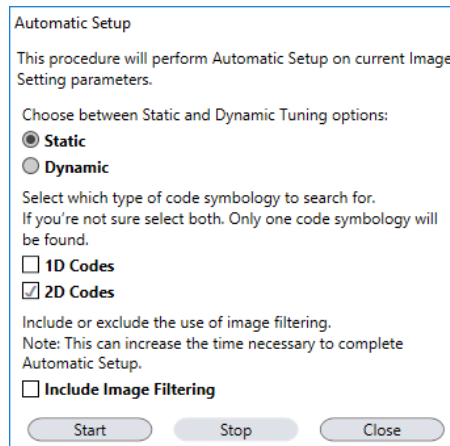 Automatic Setup
This procedure will perform Automatic Setup on current Image
Setting parameters.
Choose between Static and Dynamic Tuning options:
Static
Dynamic
Select which type of code symbology to search for.
If you're not sure select both. Only one code symbology will
be found.
1D Codes
2D Codes
Include or exclude the use of image filtering.
Note: This can increase the time necessary to complete
Automatic Setup.
Include Image Filtering
Start Stop Close